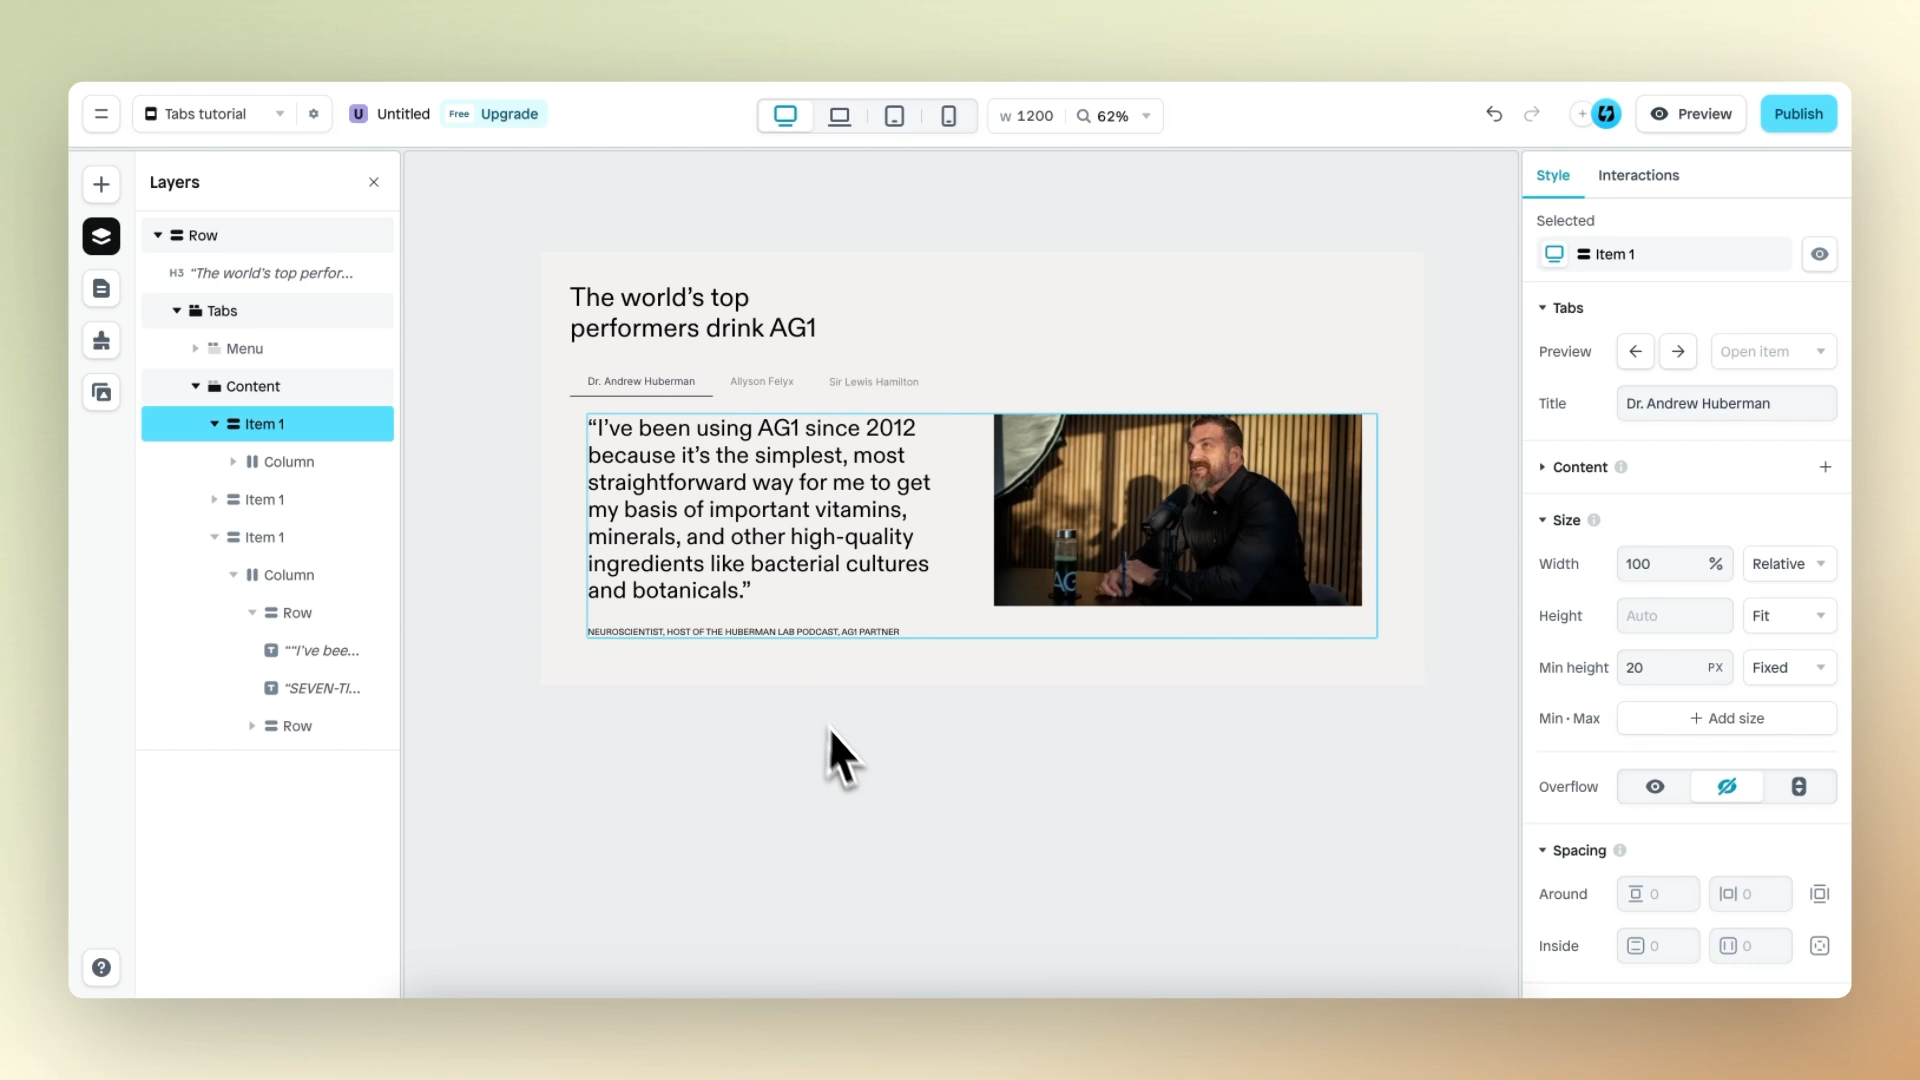 Tabs tutorial
U Untitled
Free Upgrade
W 1200
62%
Preview
Publish
Layers
Row
H3 “The world’s top perfor...
Tabs
Menu
Content
Item 1
Column
Item 1
Item 1
Column
Row
T ““I’ve bee...
T “SEVEN-TI...
Row
The world’s top
performers drink AG1
Dr. Andrew Huberman
Allyson Felyx
Sir Lewis Hamilton
“I’ve been using AG1 since 2012
because it’s the simplest, most
straightforward way for me to get
my basis of important vitamins,
minerals, and other high-quality
ingredients like bacterial cultures
and botanicals.”
NEUROSCIENTIST, HOST OF THE HUBERMAN LAB PODCAST, AG1 PARTNER
AG
Style
Interactions
Selected
Item 1
Tabs
Preview
Open item
Title
Dr. Andrew Huberman
Content
Size
Width
100 %
Relative
Height
Auto
Fit
Min height
20 PX
Fixed
Min • Max
+ Add size
Overflow
Spacing
Around
0
0
Inside
0
0